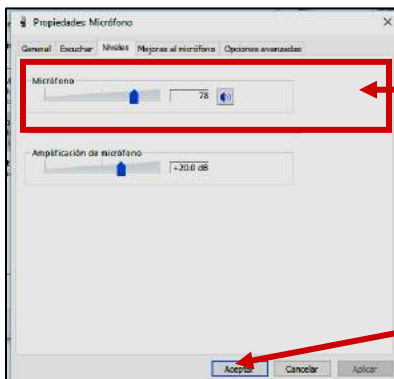 Propiedades: Micrófono
General Escuchar Niveles Mejoras al micrófono Opciones avanzadas
Micrófono
78
Amplificación de micrófono
+20.0 dB
Aceptar Cancelar Aplicar